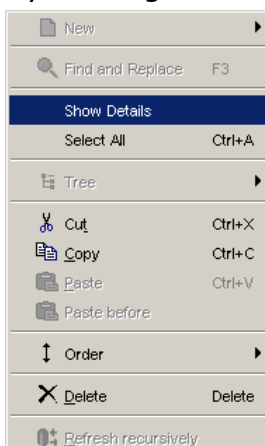 New
Find and Replace F3
Show Details
Select All Ctrl+A
Tree
Cut Ctrl+X
Copy Ctrl+C
Paste Ctrl+V
Paste before
Order
Delete Delete
Refresh recursively